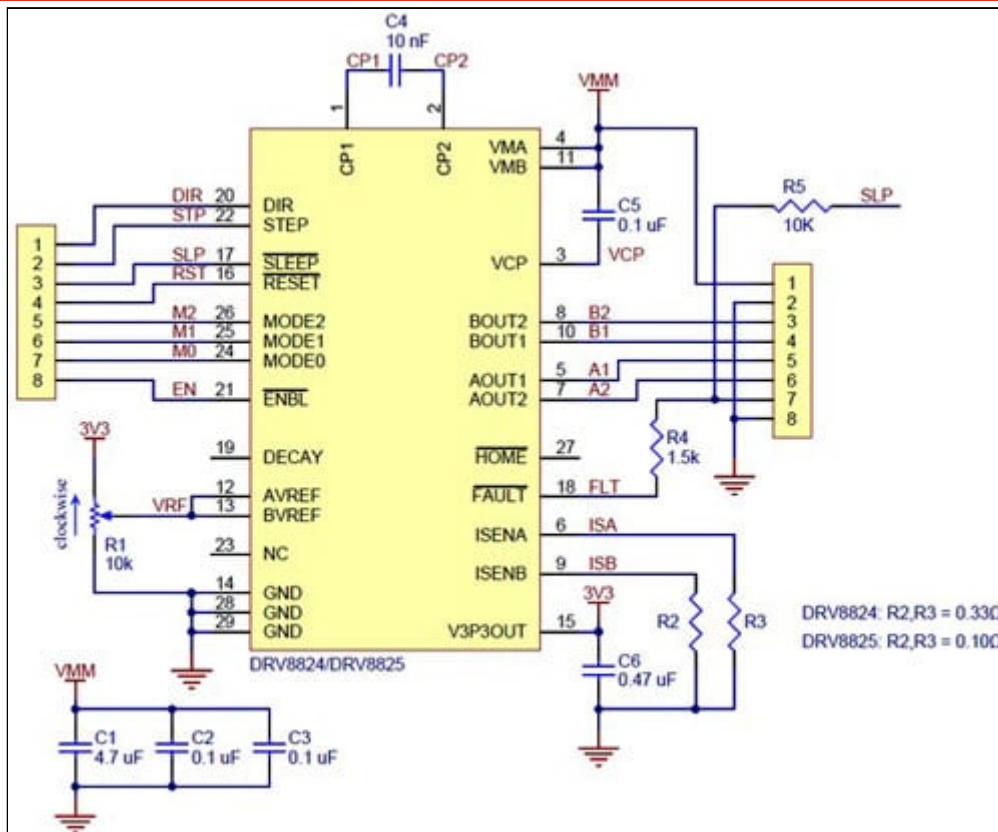 C4
10 nF
CP1 CP2
1 2
CP1 CP2
VMM
VMA 4
VMB 11
C5
0.1 uF
VCP 3 VCP
R5
10K
SLP
DIR 20 DIR
STP 22 STEP
SLP 17 SLEEP
RST 16 RESET
M2 26 MODE2
M1 25 MODE1
M0 24 MODE0
EN 21 ENBL
1
2
3
4
5
6
7
8
BOUT2 8 B2
BOUT1 10 B1
AOUT1 5 A1
AOUT2 7 A2
1
2
3
4
5
6
7
8
R4
1.5k
HOME 27
FAULT 18 FLT
ISENA 6 ISA
ISENB 9 ISB
3V3
19 DECAY
VRF 12 AVREF
13 BVREF
clockwise
R1
10k
23 NC
14 GND
28 GND
29 GND
3V3
V3P3OUT 15
C6
0.47 uF
R2 R3
DRV8824: R2,R3 = 0.33Ω
DRV8825: R2,R3 = 0.10Ω
DRV8824/DRV8825
VMM
C1
4.7 uF
C2
0.1 uF
C3
0.1 uF